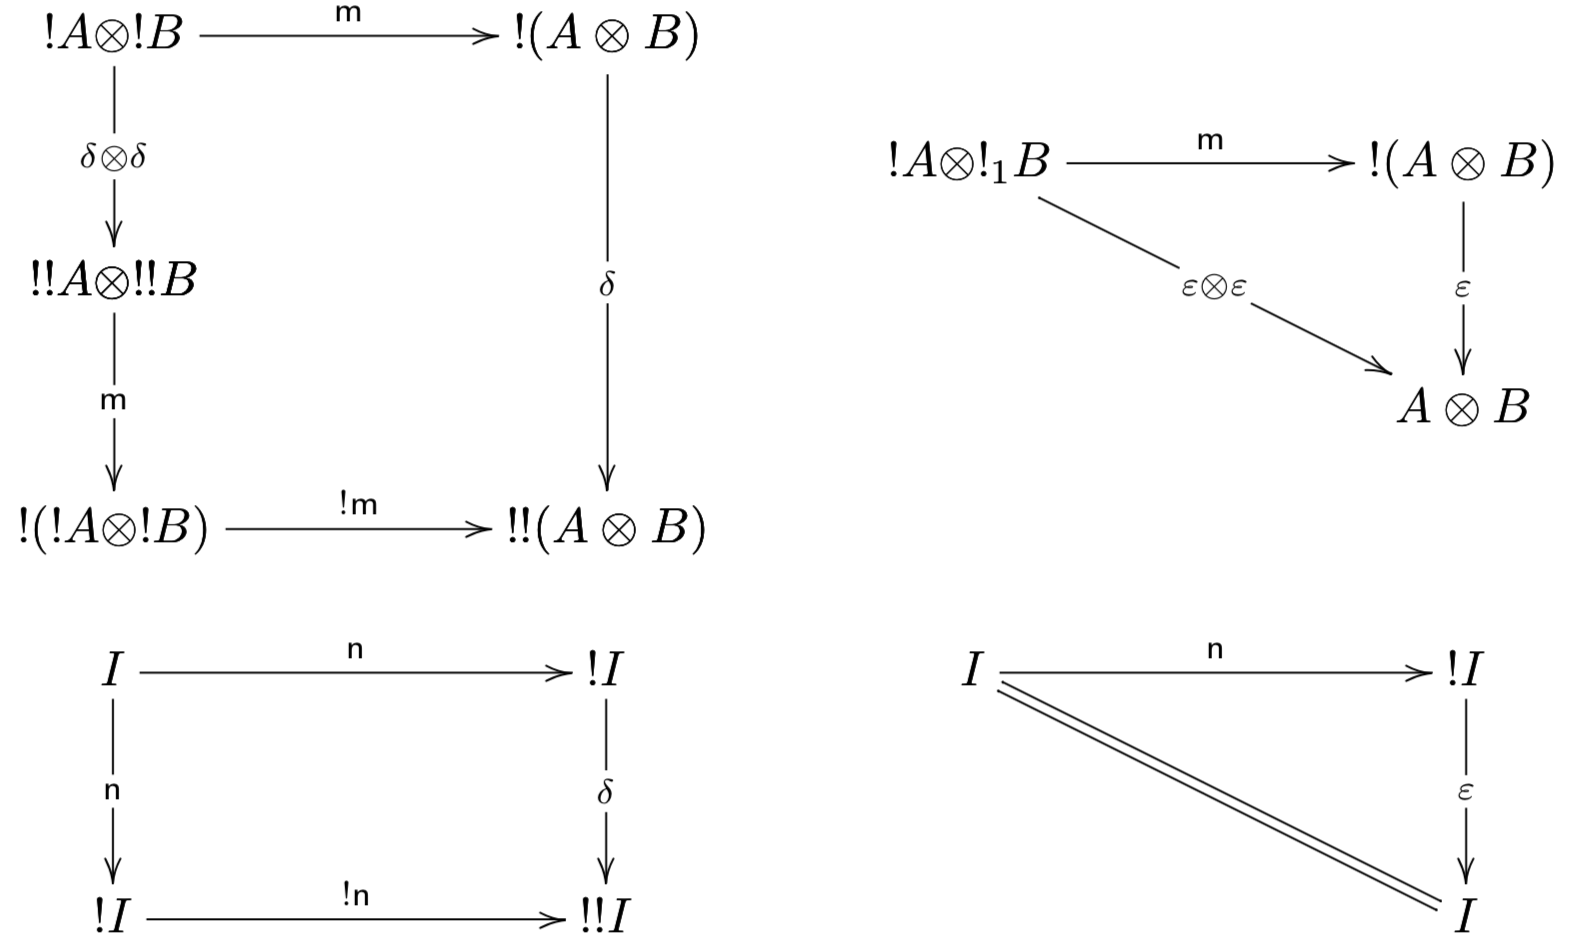 !A⊗!B m !(A ⊗ B)
!A⊗!₁B m !(A ⊗ B)
δ⊗δ
!!A⊗!!B δ ε⊗ε ε
m A ⊗ B
!(!A⊗!B) !m !!(A ⊗ B)
I n !I I n !I
n δ ε
!I !n !!I I